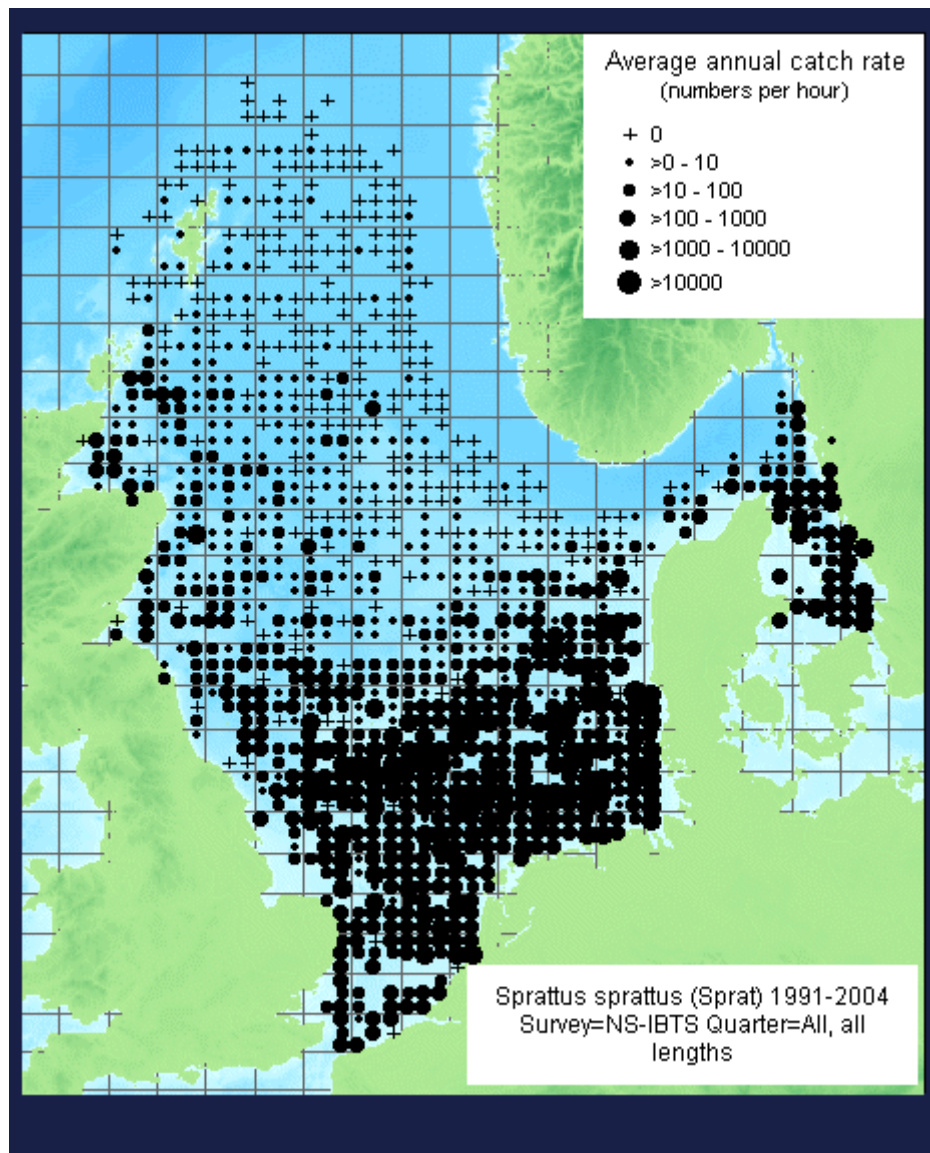 Average annual catch rate
(numbers per hour)
+ 0
• >0 - 10
● >10 - 100
● >100 - 1000
● >1000 - 10000
● >10000
Sprattus sprattus (Sprat) 1991-2004
Survey=NS-IBTS Quarter=All, all
lengths